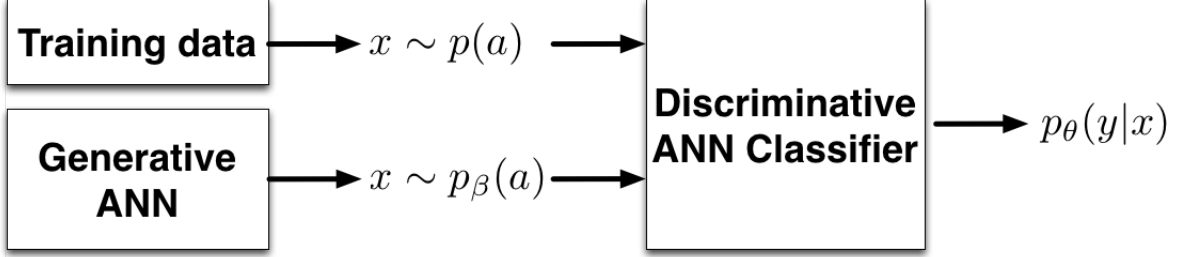 Training data
x ~ p(a)
Generative
ANN
x ~ p_β(a)
Discriminative
ANN Classifier
p_θ(y|x)